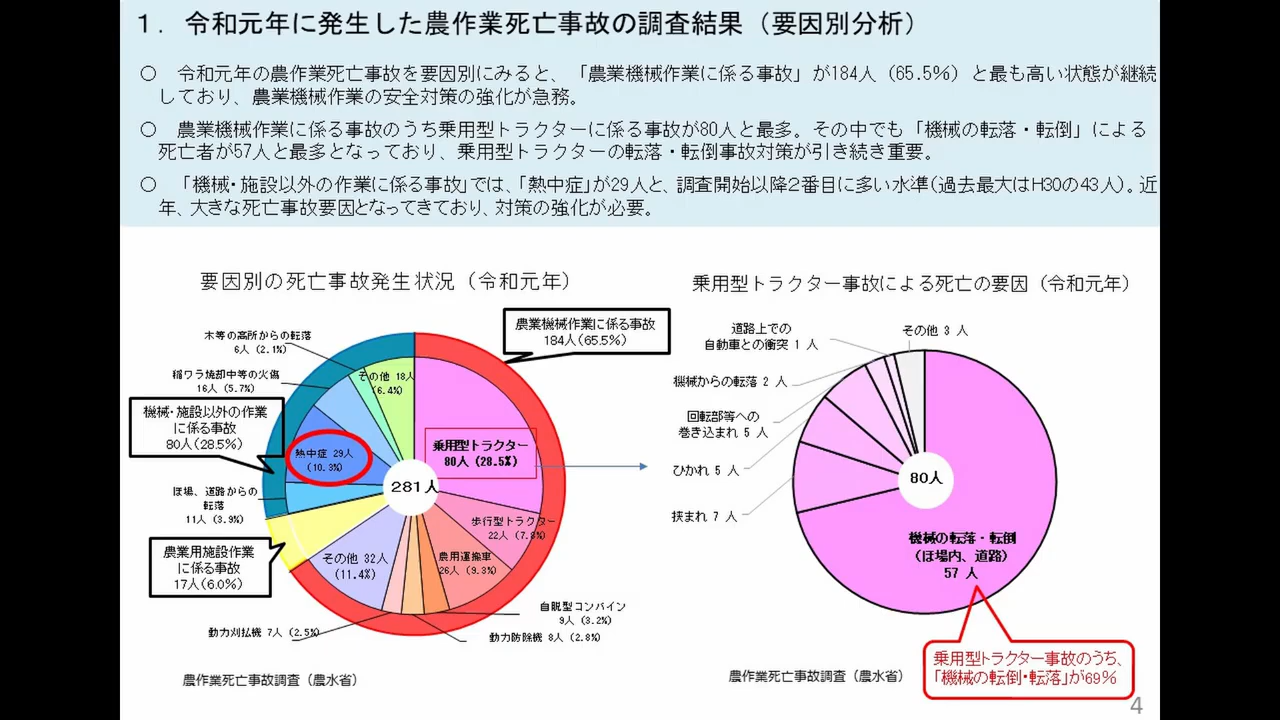 １．令和元年に発生した農作業死亡事故の調査結果（要因別分析）
○　令和元年の農作業死亡事故を要因別にみると、「農業機械作業に係る事故」が184人（65.5%）と最も高い状態が継続
しており、農業機械作業の安全対策の強化が急務。
○　農業機械作業に係る事故のうち乗用型トラクターに係る事故が80人と最多。その中でも「機械の転落・転倒」による
死亡者が57人と最多となっており、乗用型トラクターの転落・転倒事故対策が引き続き重要。
○　「機械・施設以外の作業に係る事故」では、「熱中症」が29人と、調査開始以降２番目に多い水準（過去最大はH30の43人）。近
年、大きな死亡事故要因となってきており、対策の強化が必要。
要因別の死亡事故発生状況（令和元年）
農業機械作業に係る事故
184人(65.5%)
木等の高所からの転落
6人（2.1%）
稲ワラ焼却中等の火傷
16人（5.7%）
その他 18人
（6.4%）
機械・施設以外の作業
に係る事故
80人(28.5%)
熱中症 29人
（10.3%）
乗用型トラクター
80人（28.5%）
281人
ほ場、道路からの
転落
11人（3.9%）
歩行型トラクター
22人（7.8%）
農業用施設作業
に係る事故
17人(6.0%)
その他 32人
（11.4%）
農用運搬車
26人（9.3%）
自脱型コンバイン
9人（3.2%）
動力刈払機 7人（2.5%）
動力防除機 8人（2.8%）
農作業死亡事故調査（農水省）
乗用型トラクター事故による死亡の要因（令和元年）
道路上での
自動車との衝突 1 人
その他 3 人
機械からの転落 2 人
回転部等への
巻き込まれ 5 人
ひかれ 5 人
挟まれ 7 人
80人
機械の転落・転倒
（ほ場内、道路）
57 人
農作業死亡事故調査（農水省）
乗用型トラクター事故のうち、
「機械の転倒・転落」が69%
4